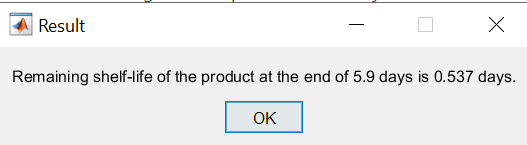 Result
Remaining shelf-life of the product at the end of 5.9 days is 0.537 days.
OK